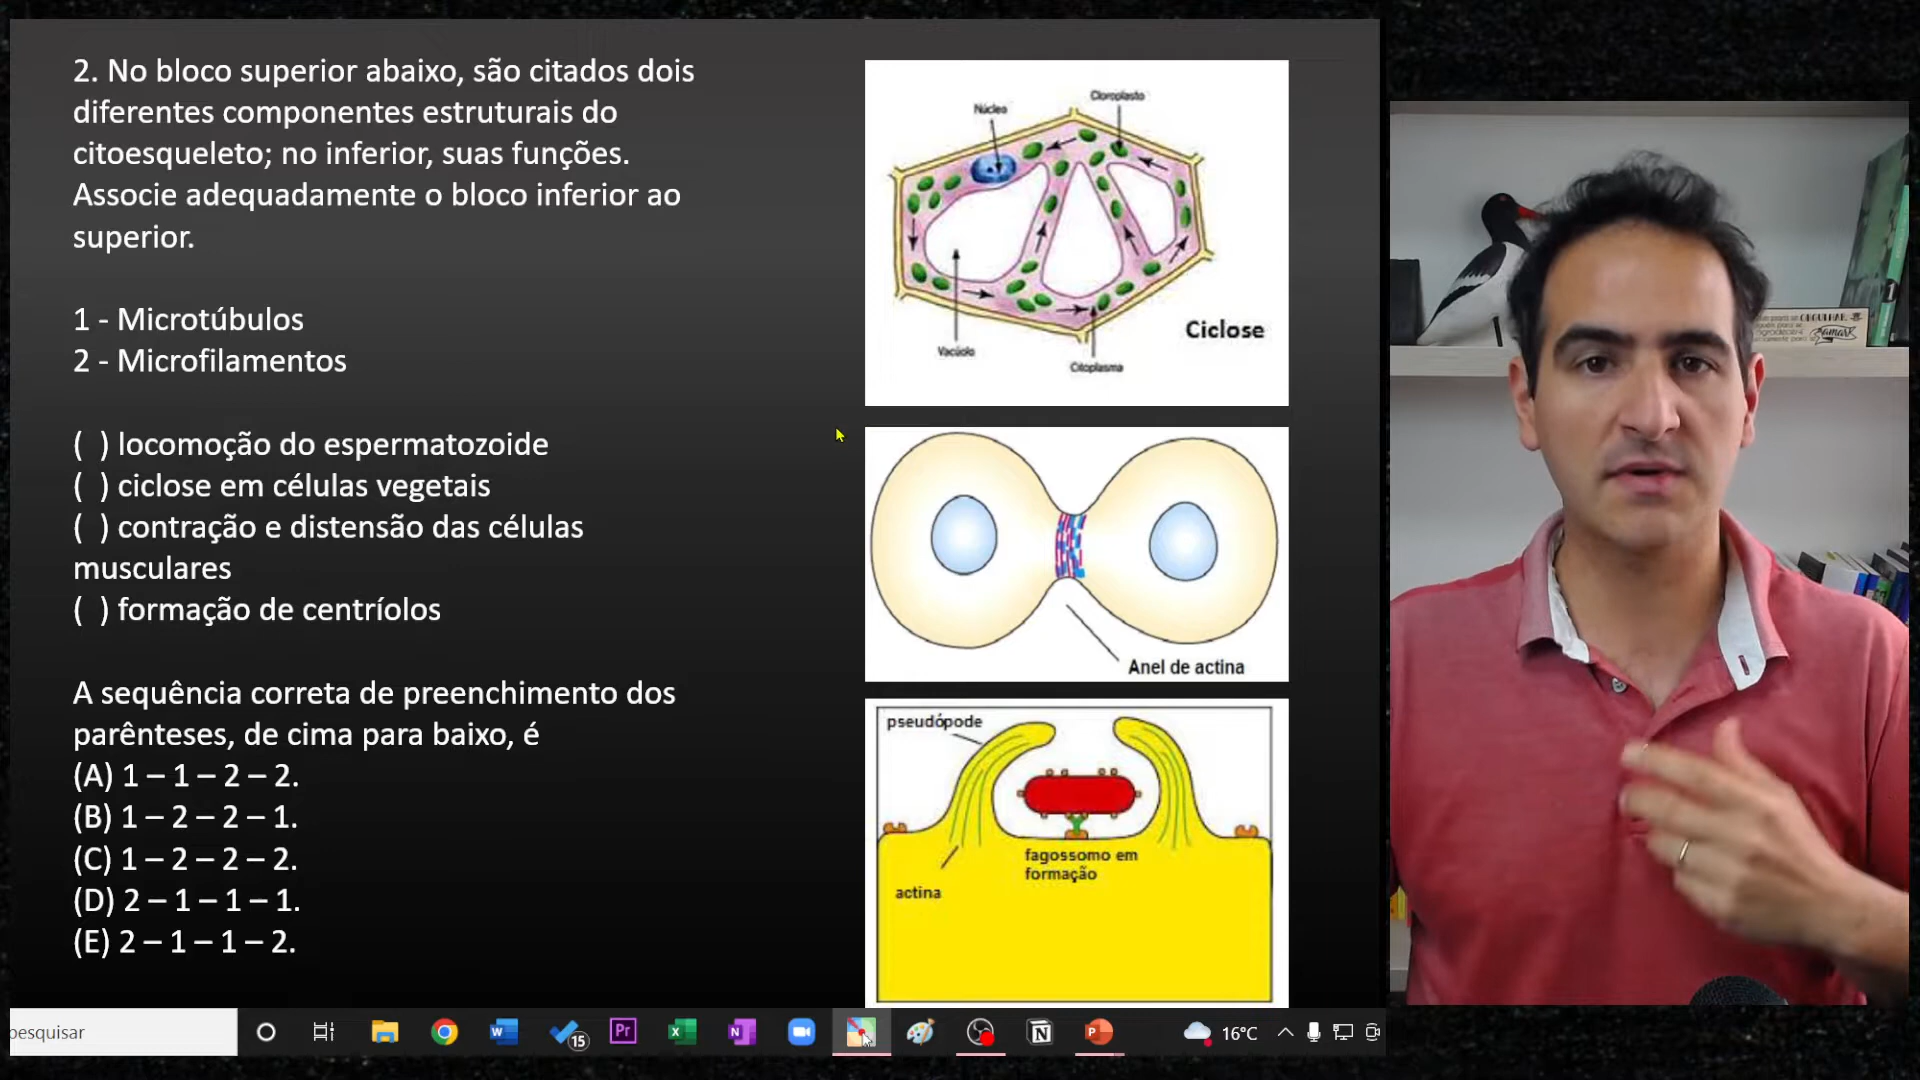 2. No bloco superior abaixo, são citados dois
diferentes componentes estruturais do
citoesqueleto; no inferior, suas funções.
Associe adequadamente o bloco inferior ao
superior.
1 - Microtúbulos
2 - Microfilamentos
( ) locomoção do espermatozoide
( ) ciclose em células vegetais
( ) contração e distensão das células
musculares
( ) formação de centríolos
A sequência correta de preenchimento dos
parênteses, de cima para baixo, é
(A) 1 – 1 – 2 – 2.
(B) 1 – 2 – 2 – 1.
(C) 1 – 2 – 2 – 2.
(D) 2 – 1 – 1 – 1.
(E) 2 – 1 – 1 – 2.
Núcleo
Cloroplasto
Ciclose
Vacúolo
Citoplasma
Anel de actina
pseudópode
fagossomo em
formação
actina
pesquisar
15
16°C